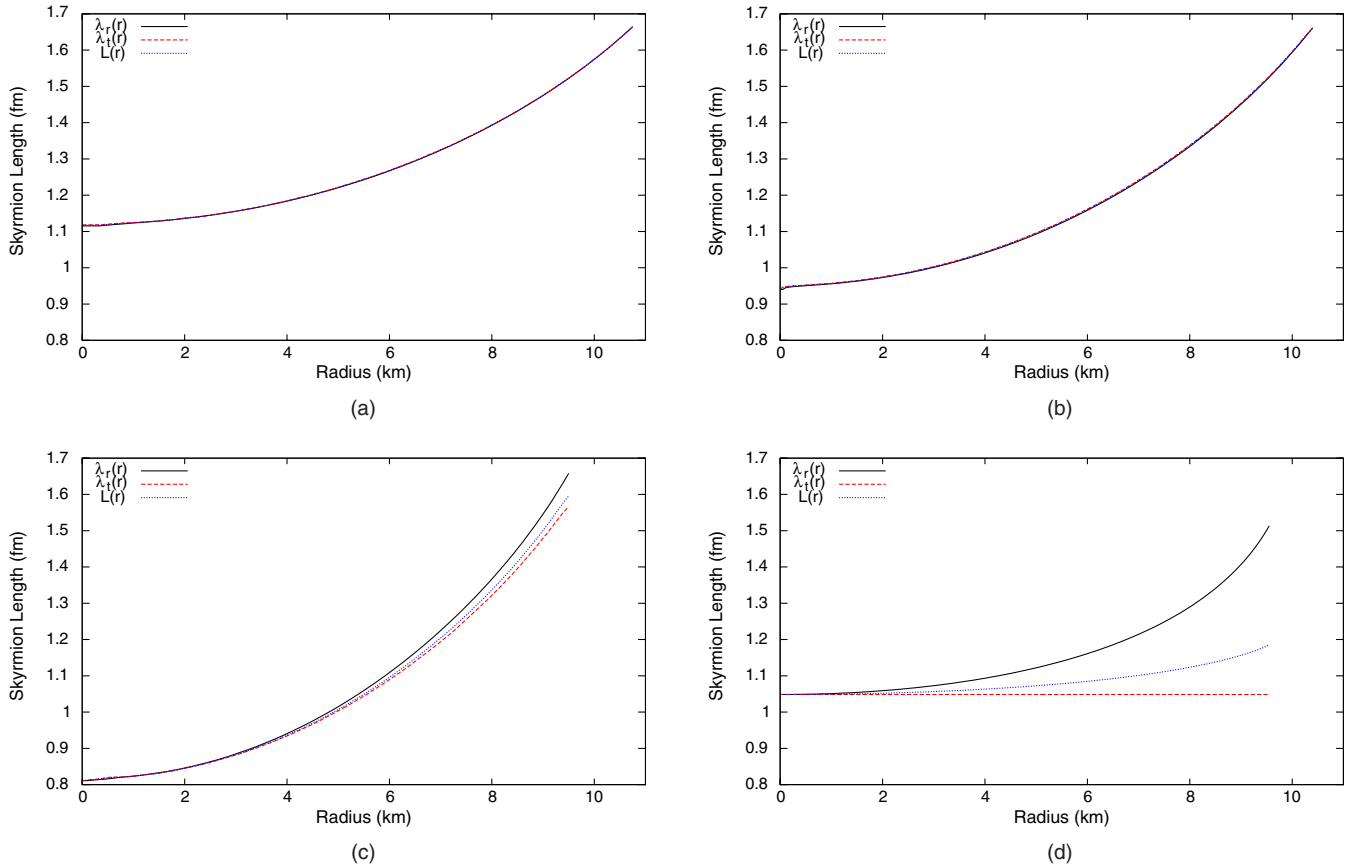 1.7
1.6
1.5
1.4
1.3
1.2
1.1
1
0.9
0.8
0 2 4 6 8 10
Skyrmion Length (fm)
Radius (km)
λr(r)
λt(r)
L(r)
(a)
1.7
1.6
1.5
1.4
1.3
1.2
1.1
1
0.9
0.8
0 2 4 6 8 10
Skyrmion Length (fm)
Radius (km)
λr(r)
λt(r)
L(r)
(b)
1.7
1.6
1.5
1.4
1.3
1.2
1.1
1
0.9
0.8
0 2 4 6 8 10
Skyrmion Length (fm)
Radius (km)
λr(r)
λt(r)
L(r)
(c)
1.7
1.6
1.5
1.4
1.3
1.2
1.1
1
0.9
0.8
0 2 4 6 8 10
Skyrmion Length (fm)
Radius (km)
λr(r)
λt(r)
L(r)
(d)